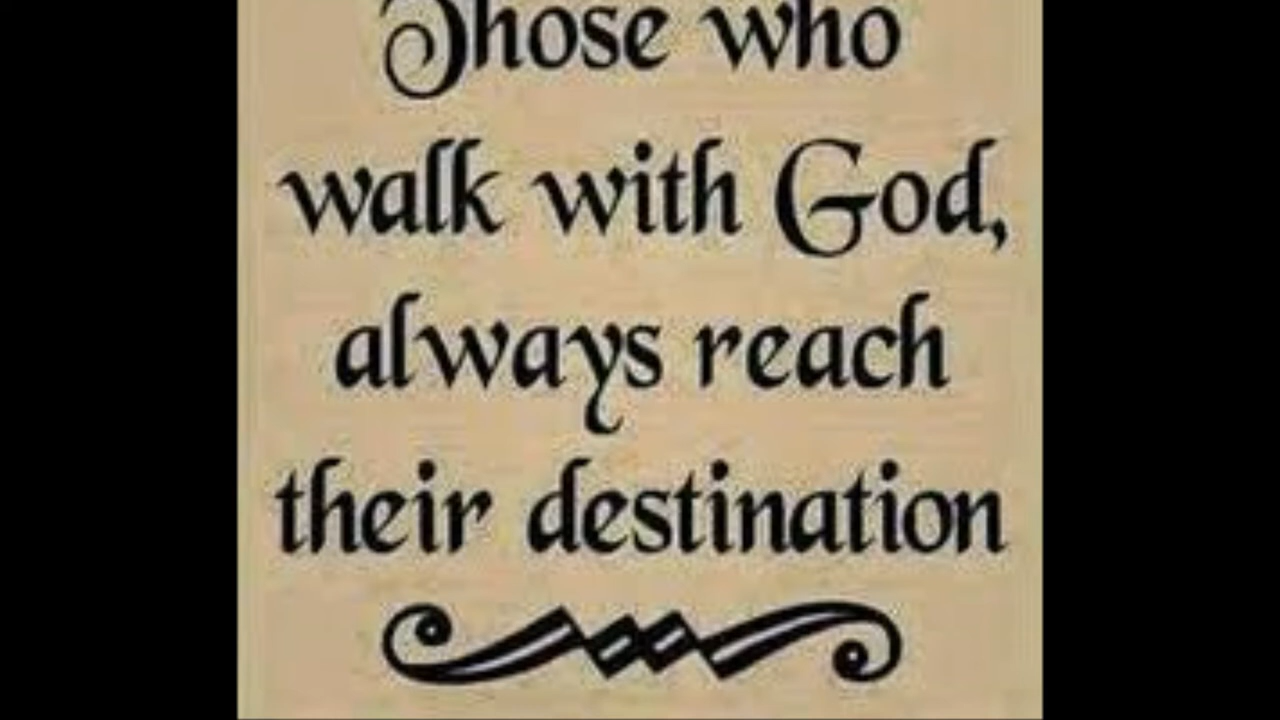 Those who
walk with God,
always reach
their destination